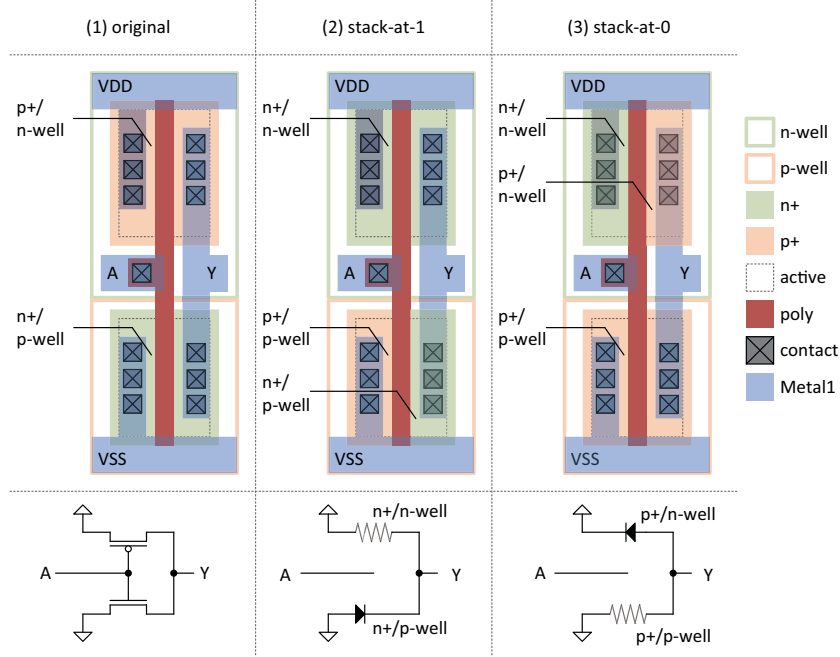 (1) original
(2) stack-at-1
(3) stack-at-0
VDD
p+/
n-well
A
Y
n+/
p-well
VSS
VDD
n+/
n-well
A
Y
p+/
p-well
n+/
p-well
VSS
VDD
n+/
n-well
p+/
n-well
A
Y
p+/
p-well
VSS
n-well
p-well
n+
p+
active
poly
contact
Metal1
A
Y
n+/n-well
A
Y
n+/p-well
p+/n-well
A
Y
p+/p-well